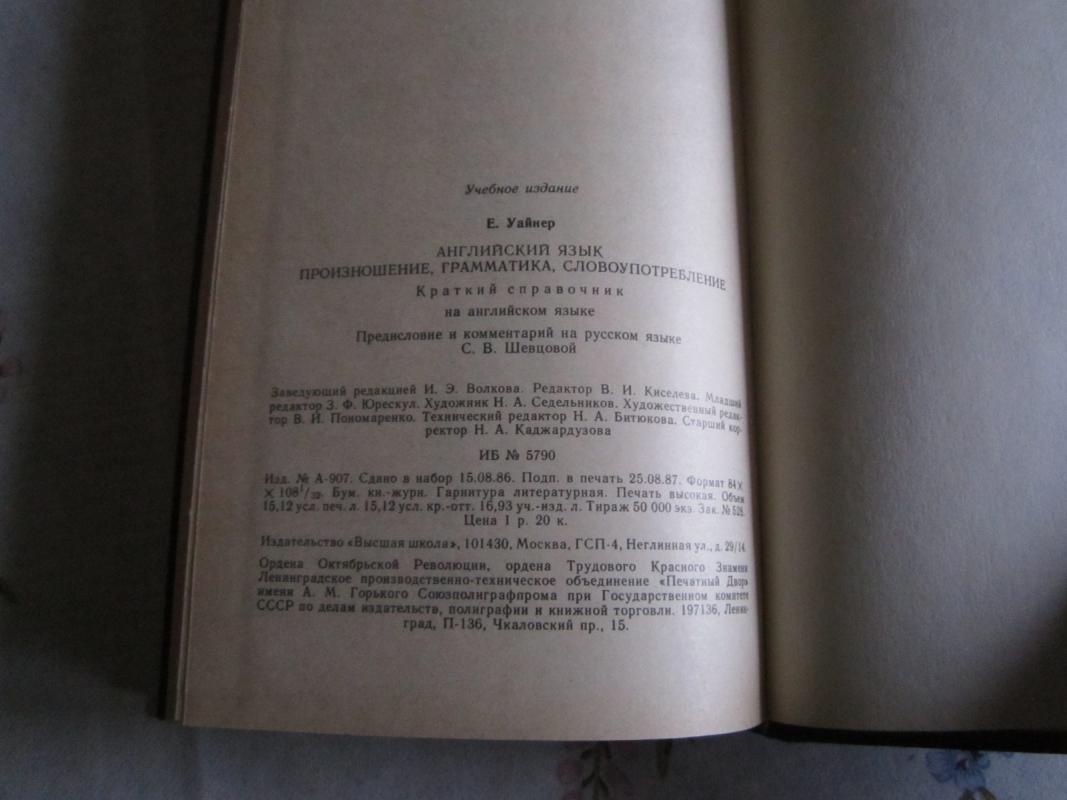 Учебное издание
Е. Уайнер
АНГЛИЙСКИЙ ЯЗЫК
ПРОИЗНОШЕНИЕ, ГРАММАТИКА, СЛОВОУПОТРЕБЛЕНИЕ
Краткий справочник
на английском языке
Предисловие и комментарий на русском языке
С. В. Шевцовой
Заведующий редакцией И. Э. Волкова. Редактор В. И. Киселева. Младший
редактор З. Ф. Юрескул. Художник Н. А. Седельников. Художественный редак-
тор В. И. Пономаренко. Технический редактор Н. А. Битюкова. Старший кор-
ректор Н. А. Каджардузова
ИБ № 5790
Изд. № А-907. Сдано в набор 15.08.86. Подп. в печать 25.08.87. Формат 84×
×108¹/₃₂. Бум. кн.-журн. Гарнитура литературная. Печать высокая. Объем
15,12 усл. печ. л. 15,12 усл. кр.-отт. 16,93 уч.-изд. л. Тираж 50 000 экз. Зак. № 528.
Цена 1 р. 20 к.
Издательство «Высшая школа», 101430, Москва, ГСП-4, Неглинная ул., д. 29/14
Ордена Октябрьской Революции, ордена Трудового Красного Знамени
Ленинградское производственно-техническое объединение «Печатный Двор»
имени А. М. Горького Союзполиграфпрома при Государственном комитете
СССР по делам издательств, полиграфии и книжной торговли. 197136, Ленин-
град, П-136, Чкаловский пр., 15.